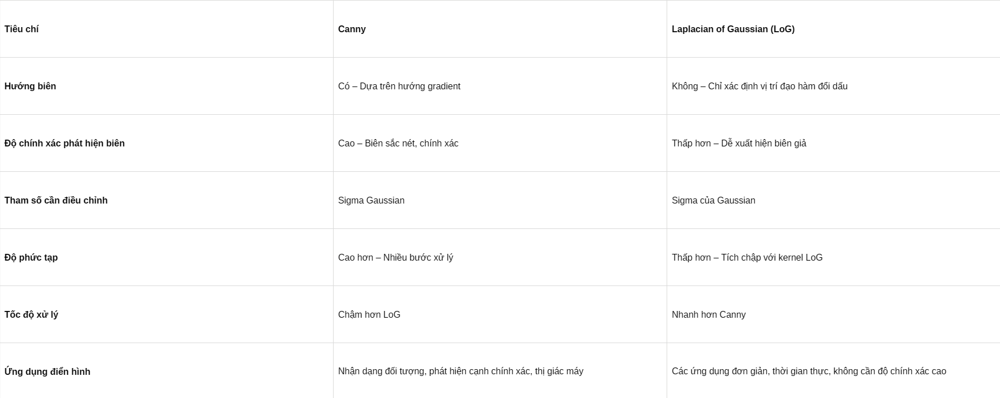 Tiêu chí
Canny
Laplacian of Gaussian (LoG)
Hướng biên
Có – Dựa trên hướng gradient
Không – Chỉ xác định vị trí đạo hàm đổi dấu
Độ chính xác phát hiện biên
Cao – Biên sắc nét, chính xác
Thấp hơn – Dễ xuất hiện biên giả
Tham số cần điều chỉnh
Sigma Gaussian
Sigma của Gaussian
Độ phức tạp
Cao hơn – Nhiều bước xử lý
Thấp hơn – Tích chập với kernel LoG
Tốc độ xử lý
Chậm hơn LoG
Nhanh hơn Canny
Ứng dụng điển hình
Nhận dạng đối tượng, phát hiện cạnh chính xác, thị giác máy
Các ứng dụng đơn giản, thời gian thực, không cần độ chính xác cao